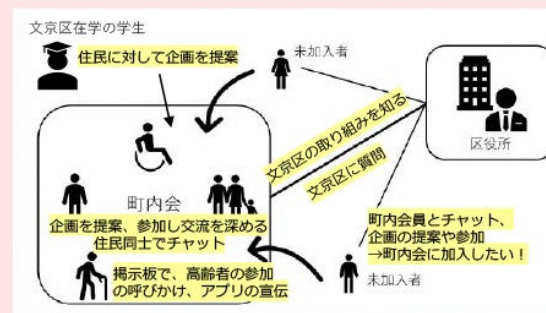 文京区在学の学生
住民に対して企画を提案
未加入者
区役所
文京区の取り組みを知る
文京区に質問
町内会
企画を提案、参加し交流を深める
住民同士でチャット
掲示板で、高齢者の参加
の呼びかけ、アプリの宣伝
町内会員とチャット、
企画の提案や参加
→町内会に加入したい！
未加入者